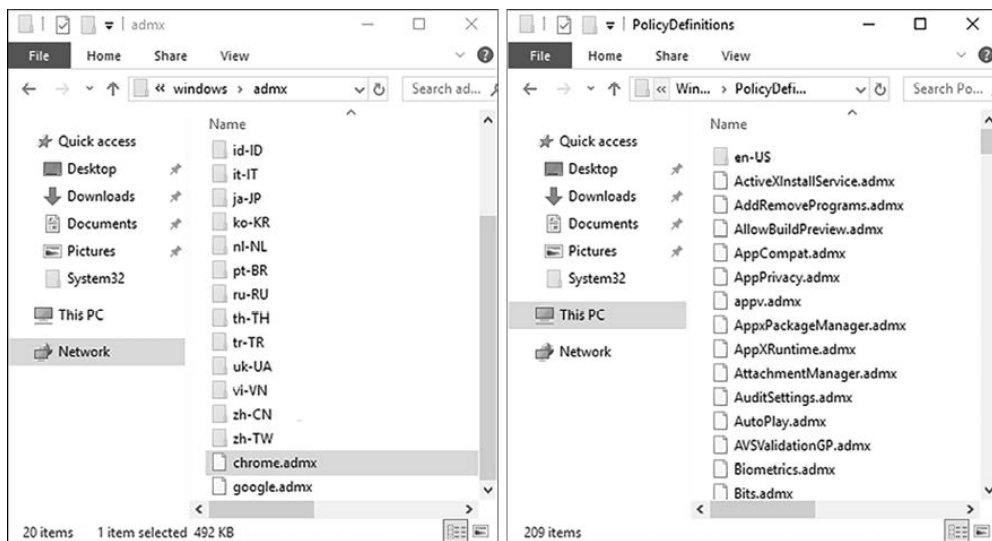 admx
File Home Share View
« windows › admx
Search ad...
Quick access
Desktop
Downloads
Documents
Pictures
System32
This PC
Network
Name
id-ID
it-IT
ja-JP
ko-KR
nl-NL
pt-BR
ru-RU
th-TH
tr-TR
uk-UA
vi-VN
zh-CN
zh-TW
chrome.admx
google.admx
20 items 1 item selected 492 KB
PolicyDefinitions
File Home Share View
« Win... › PolicyDefi...
Search Po...
Quick access
Desktop
Downloads
Documents
Pictures
System32
This PC
Network
Name
en-US
ActiveXInstallService.admx
AddRemovePrograms.admx
AllowBuildPreview.admx
AppCompat.admx
AppPrivacy.admx
appv.admx
AppxPackageManager.admx
AppXRuntime.admx
AttachmentManager.admx
AuditSettings.admx
AutoPlay.admx
AVSValidationGP.admx
Biometrics.admx
Bits.admx
209 items